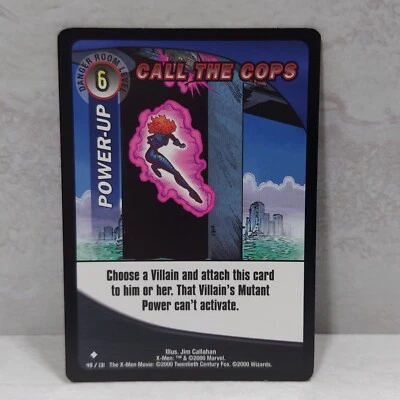 DANGER ROOM LEVEL
6
CALL THE COPS
POWER-UP
Choose a Villain and attach this card
to him or her. That Villain's Mutant
Power can't activate.
Illus. Jim Callahan
X-Men: ™ & ©2000 Marvel.
The X-Men Movie: ©2000 Twentieth Century Fox. ©2000 Wizards.